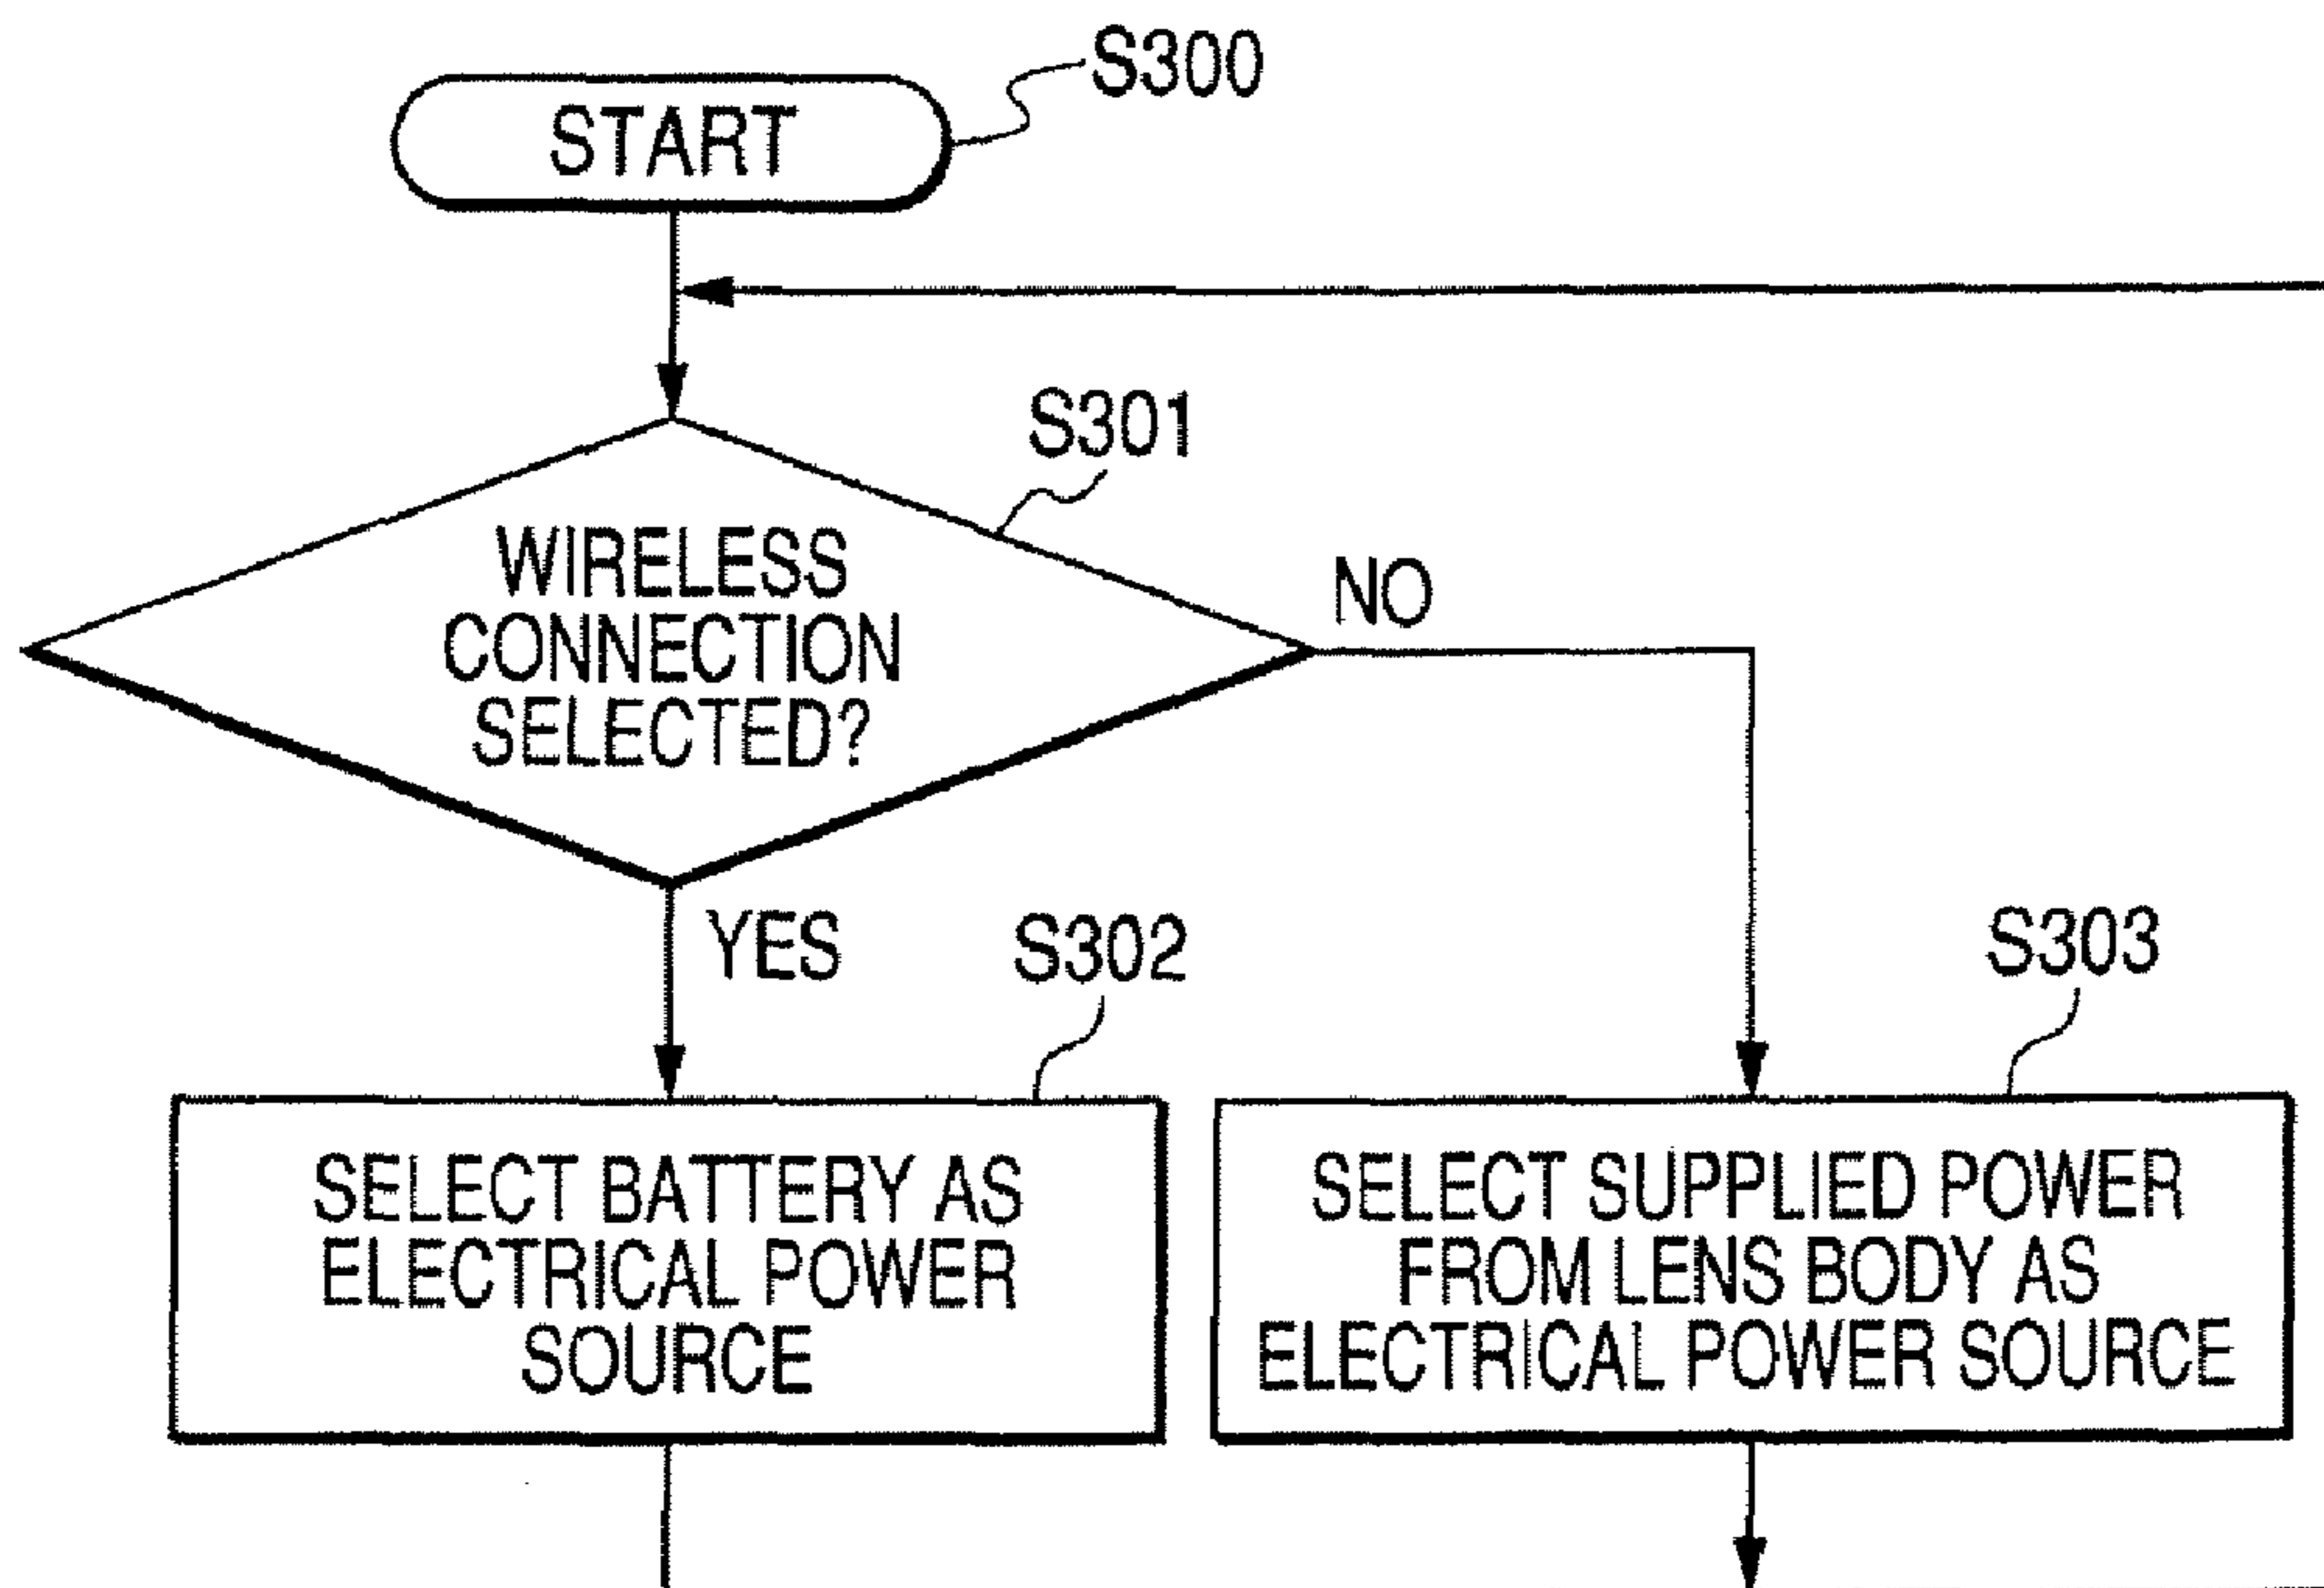 S300
START
S301
WIRELESS
CONNECTION
SELECTED?
NO
YES
S302
S303
SELECT BATTERY AS
ELECTRICAL POWER
SOURCE
SELECT SUPPLIED POWER
FROM LENS BODY AS
ELECTRICAL POWER SOURCE